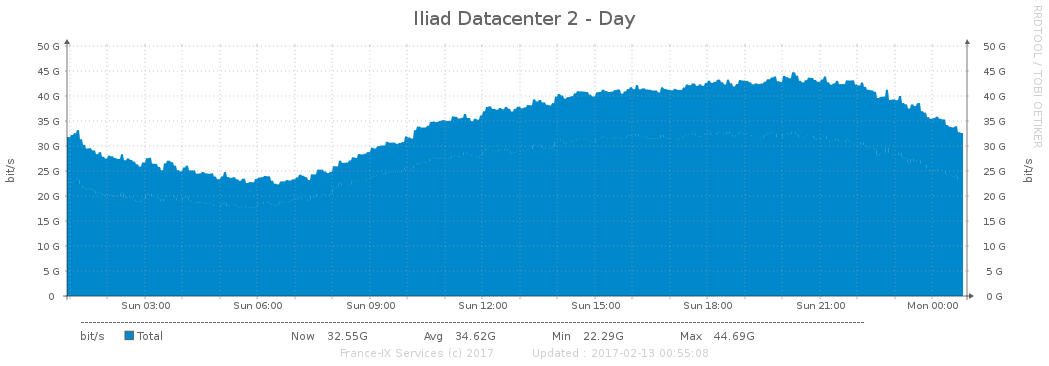 Iliad Datacenter 2 - Day
RRDTOOL / TOBI OETIKER
bit/s
50 G
45 G
40 G
35 G
30 G
25 G
20 G
15 G
10 G
5 G
0
50 G
45 G
40 G
35 G
30 G
25 G
20 G
15 G
10 G
5 G
0 G
bit/s
Sun 03:00 Sun 06:00 Sun 09:00 Sun 12:00 Sun 15:00 Sun 18:00 Sun 21:00 Mon 00:00
bit/s Total Now 32.55G Avg 34.62G Min 22.29G Max 44.69G
France-IX Services (c) 2017 Updated : 2017-02-13 00:55:08